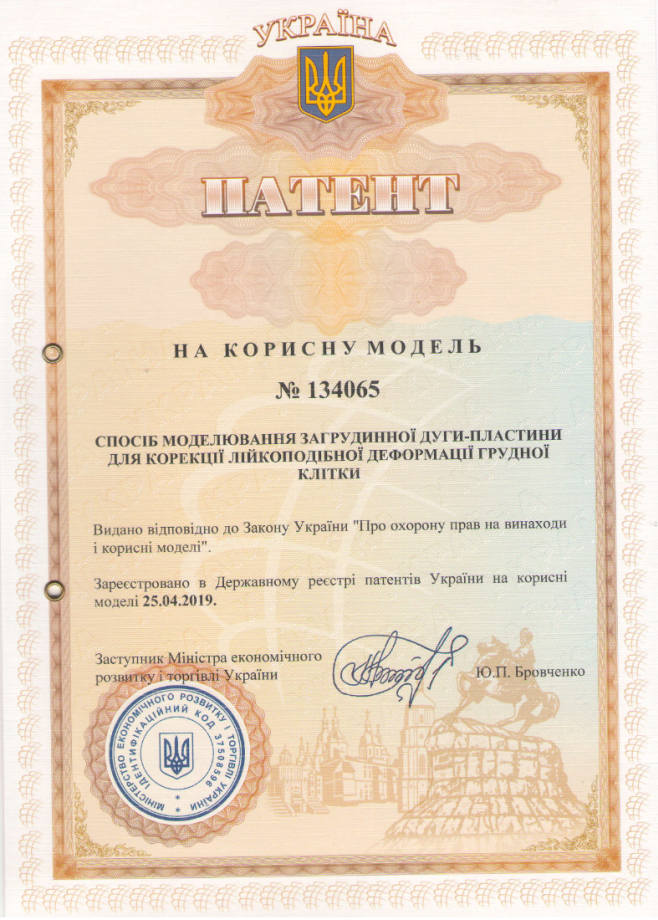 УКРАЇНА
ПАТЕНТ
НА КОРИСНУ МОДЕЛЬ
№ 134065
СПОСІБ МОДЕЛЮВАННЯ ЗАГРУДИННОЇ ДУГИ-ПЛАСТИНИ
ДЛЯ КОРЕКЦІЇ ЛІЙКОПОДІБНОЇ ДЕФОРМАЦІЇ ГРУДНОЇ
КЛІТКИ
Видано відповідно до Закону України "Про охорону прав на винаходи
і корисні моделі".
Зареєстровано в Державному реєстрі патентів України на корисні
моделі 25.04.2019.
Заступник Міністра економічного
розвитку і торгівлі України
Ю.П. Бровченко
МІНІСТЕРСТВО ЕКОНОМІЧНОГО РОЗВИТКУ І ТОРГІВЛІ УКРАЇНИ
ІДЕНТИФІКАЦІЙНИЙ КОД 37508596